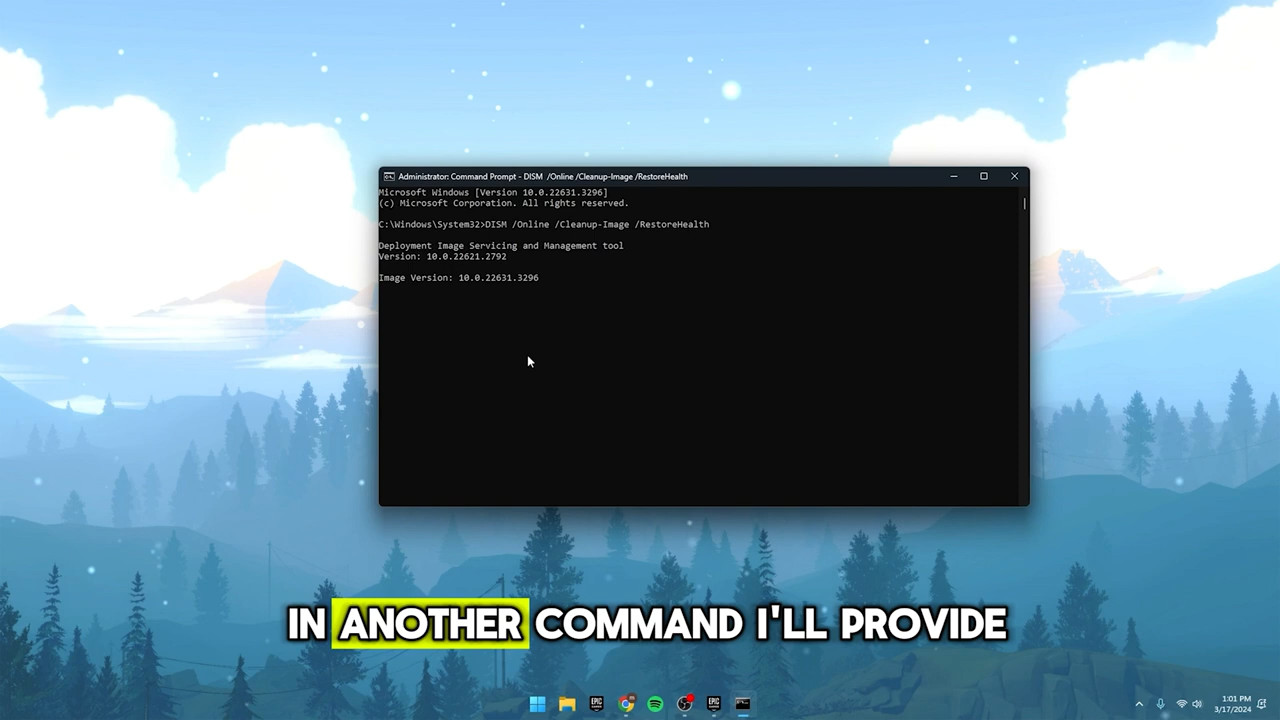 Administrator: Command Prompt - DISM  /Online /Cleanup-Image /RestoreHealth
Microsoft Windows [Version 10.0.22631.3296]
(c) Microsoft Corporation. All rights reserved.
C:\Windows\System32>DISM /Online /Cleanup-Image /RestoreHealth
Deployment Image Servicing and Management tool
Version: 10.0.22621.2792
Image Version: 10.0.22631.3296
IN ANOTHER COMMAND I'LL PROVIDE
EPIC
EPIC
1:01 PM
3/17/2024